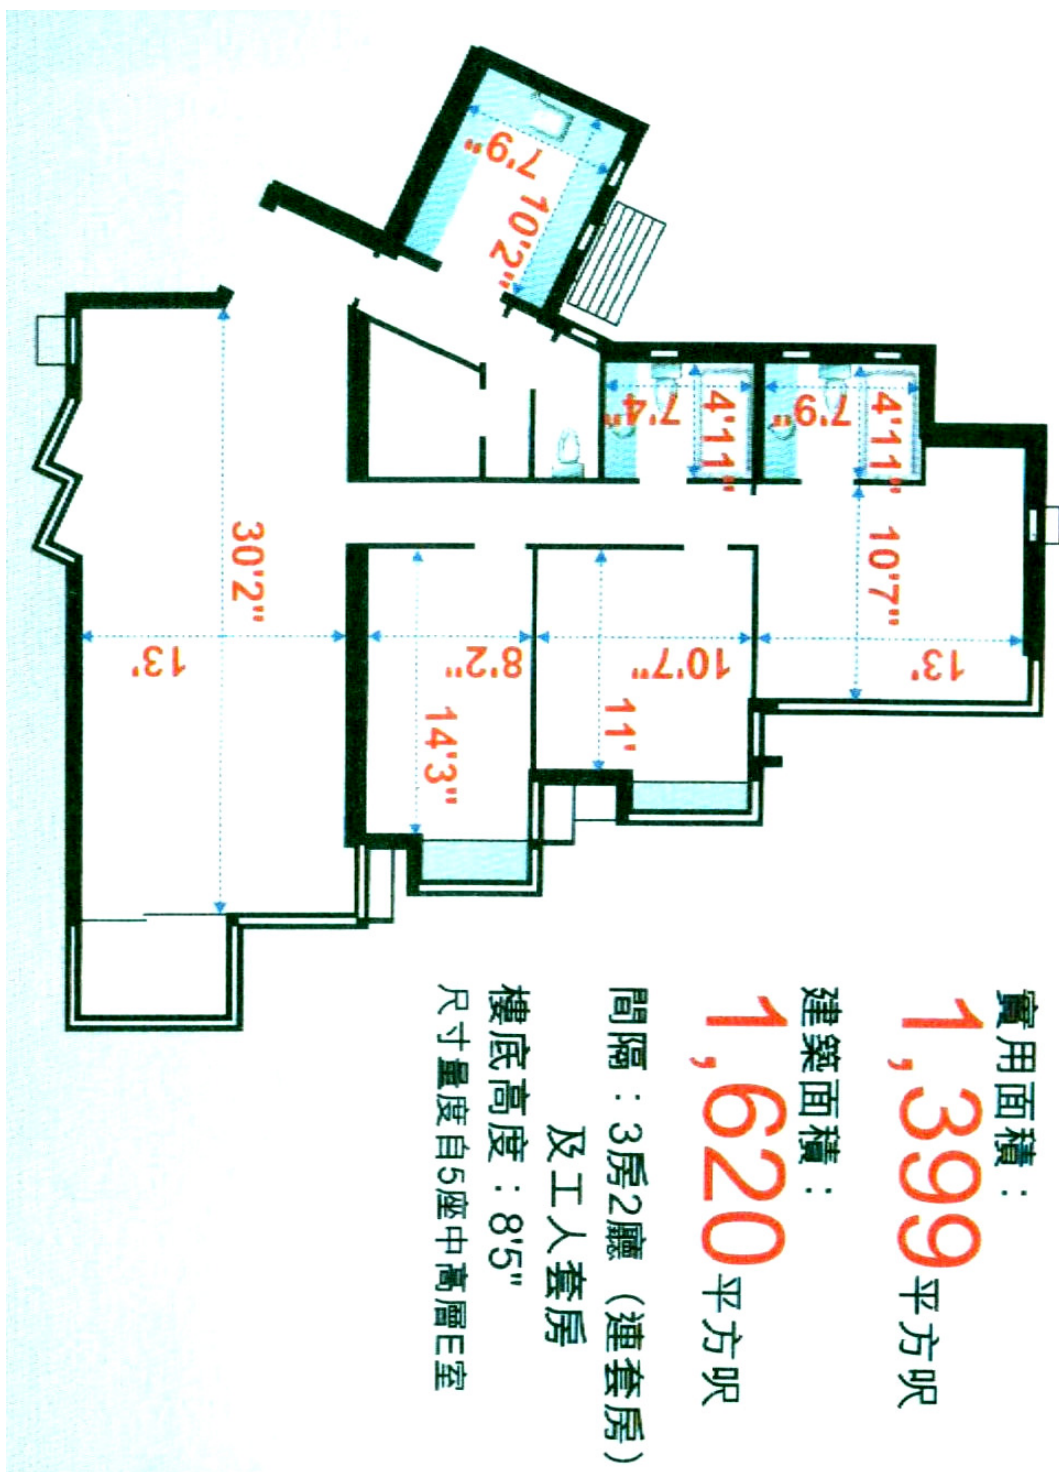 7'9"
10'2"
7'4"
4'11"
7'9"
4'11"
30'2"
13'
8'2"
14'3"
10'7"
11'
10'7"
13'
實用面積：
1,399平方呎
建築面積：
1,620平方呎
間隔：3房2廳（連套房）
及工人套房
樓底高度：8'5"
尺寸量度自5座中高層E室